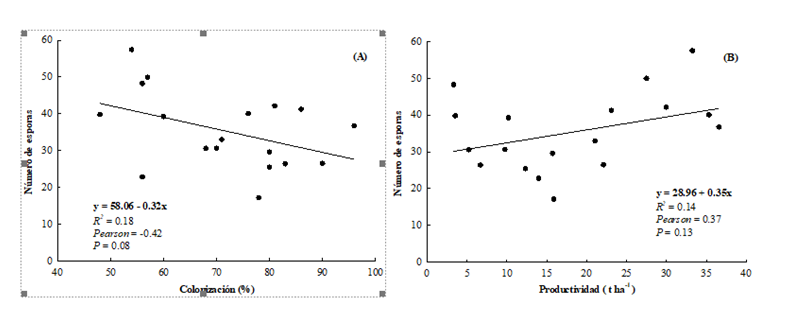 (A)
Número de esporas
60
50
40
30
20
10
0
y = 58.06 - 0.32x
R² = 0.18
Pearson = -0.42
P = 0.08
40 50 60 70 80 90 100
Colonización (%)
(B)
Número de esporas
60
50
40
30
20
10
0
y = 28.96 + 0.35x
R² = 0.14
Pearson = 0.37
P = 0.13
0 5 10 15 20 25 30 35 40
Productividad ( t ha⁻¹)